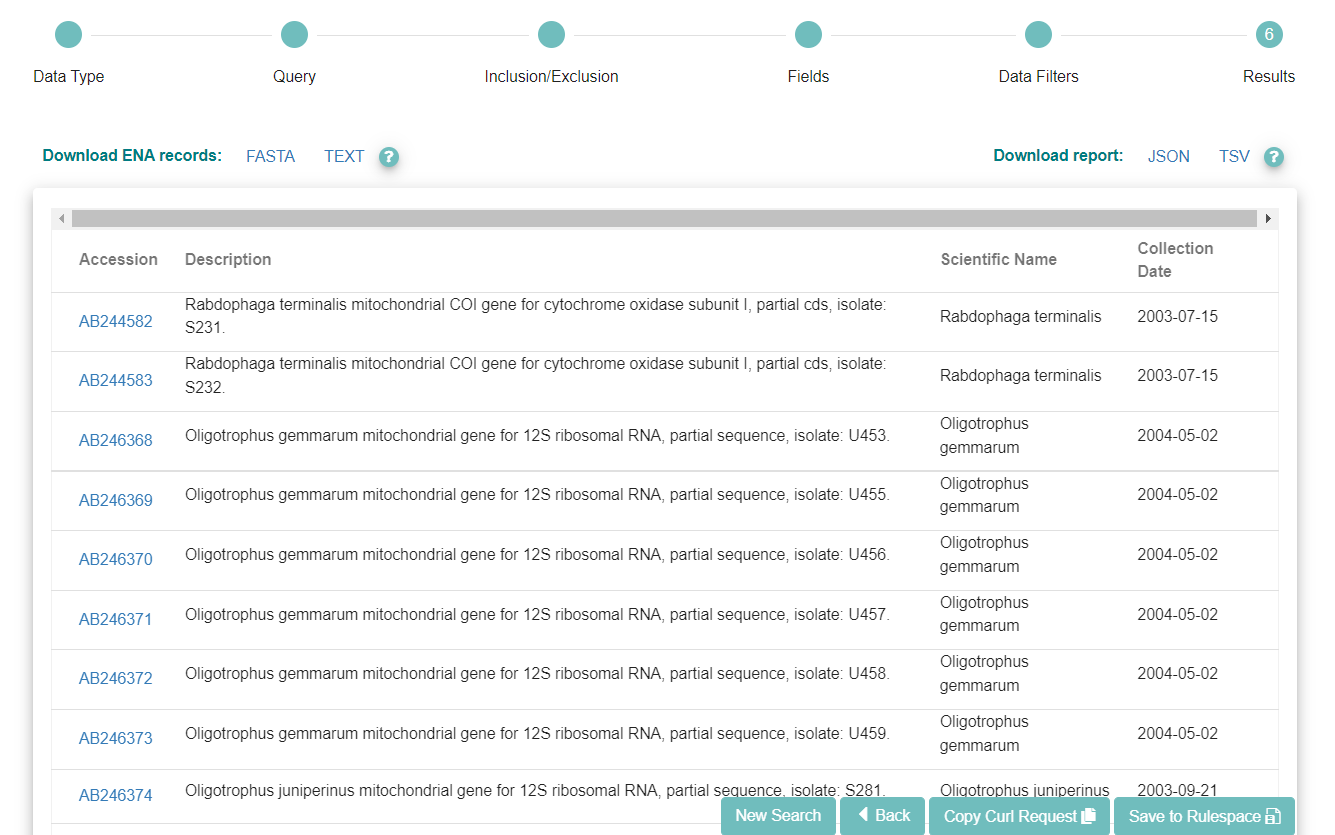 6
Data Type Query Inclusion/Exclusion Fields Data Filters Results
Download ENA records: FASTA TEXT ? Download report: JSON TSV ?
Accession Description Scientific Name Collection
Date
AB244582 Rabdophaga terminalis mitochondrial COI gene for cytochrome oxidase subunit I, partial cds, isolate:
S231. Rabdophaga terminalis 2003-07-15
AB244583 Rabdophaga terminalis mitochondrial COI gene for cytochrome oxidase subunit I, partial cds, isolate:
S232. Rabdophaga terminalis 2003-07-15
AB246368 Oligotrophus gemmarum mitochondrial gene for 12S ribosomal RNA, partial sequence, isolate: U453. Oligotrophus
gemmarum 2004-05-02
AB246369 Oligotrophus gemmarum mitochondrial gene for 12S ribosomal RNA, partial sequence, isolate: U455. Oligotrophus
gemmarum 2004-05-02
AB246370 Oligotrophus gemmarum mitochondrial gene for 12S ribosomal RNA, partial sequence, isolate: U456. Oligotrophus
gemmarum 2004-05-02
AB246371 Oligotrophus gemmarum mitochondrial gene for 12S ribosomal RNA, partial sequence, isolate: U457. Oligotrophus
gemmarum 2004-05-02
AB246372 Oligotrophus gemmarum mitochondrial gene for 12S ribosomal RNA, partial sequence, isolate: U458. Oligotrophus
gemmarum 2004-05-02
AB246373 Oligotrophus gemmarum mitochondrial gene for 12S ribosomal RNA, partial sequence, isolate: U459. Oligotrophus
gemmarum 2004-05-02
AB246374 Oligotrophus juniperinus mitochondrial gene for 12S ribosomal RNA, partial sequence, isolate: S281. Oligotrophus juniperinus 2003-09-21
New Search Back Copy Curl Request Save to Rulespace